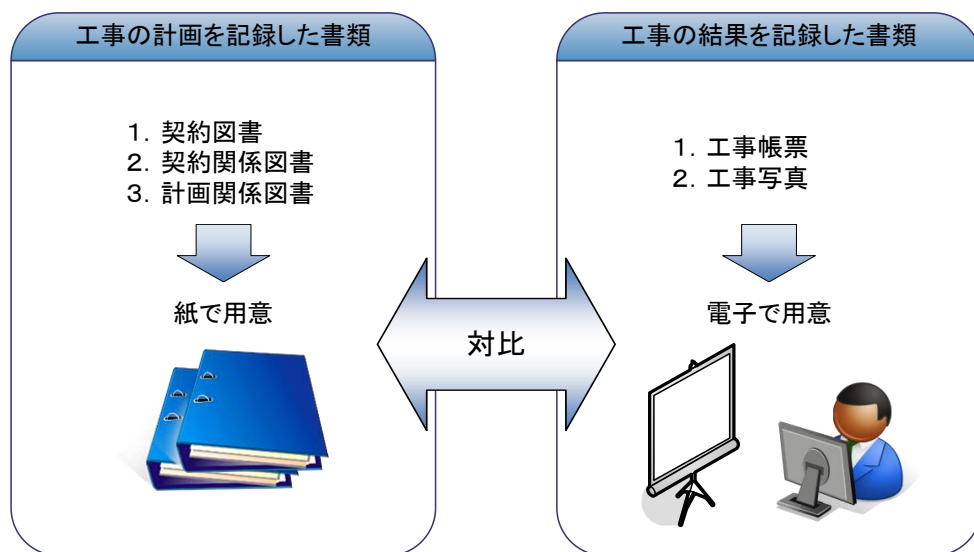 工事の計画を記録した書類
1. 契約図書
2. 契約関係図書
3. 計画関係図書
紙で用意
対比
工事の結果を記録した書類
1. 工事帳票
2. 工事写真
電子で用意